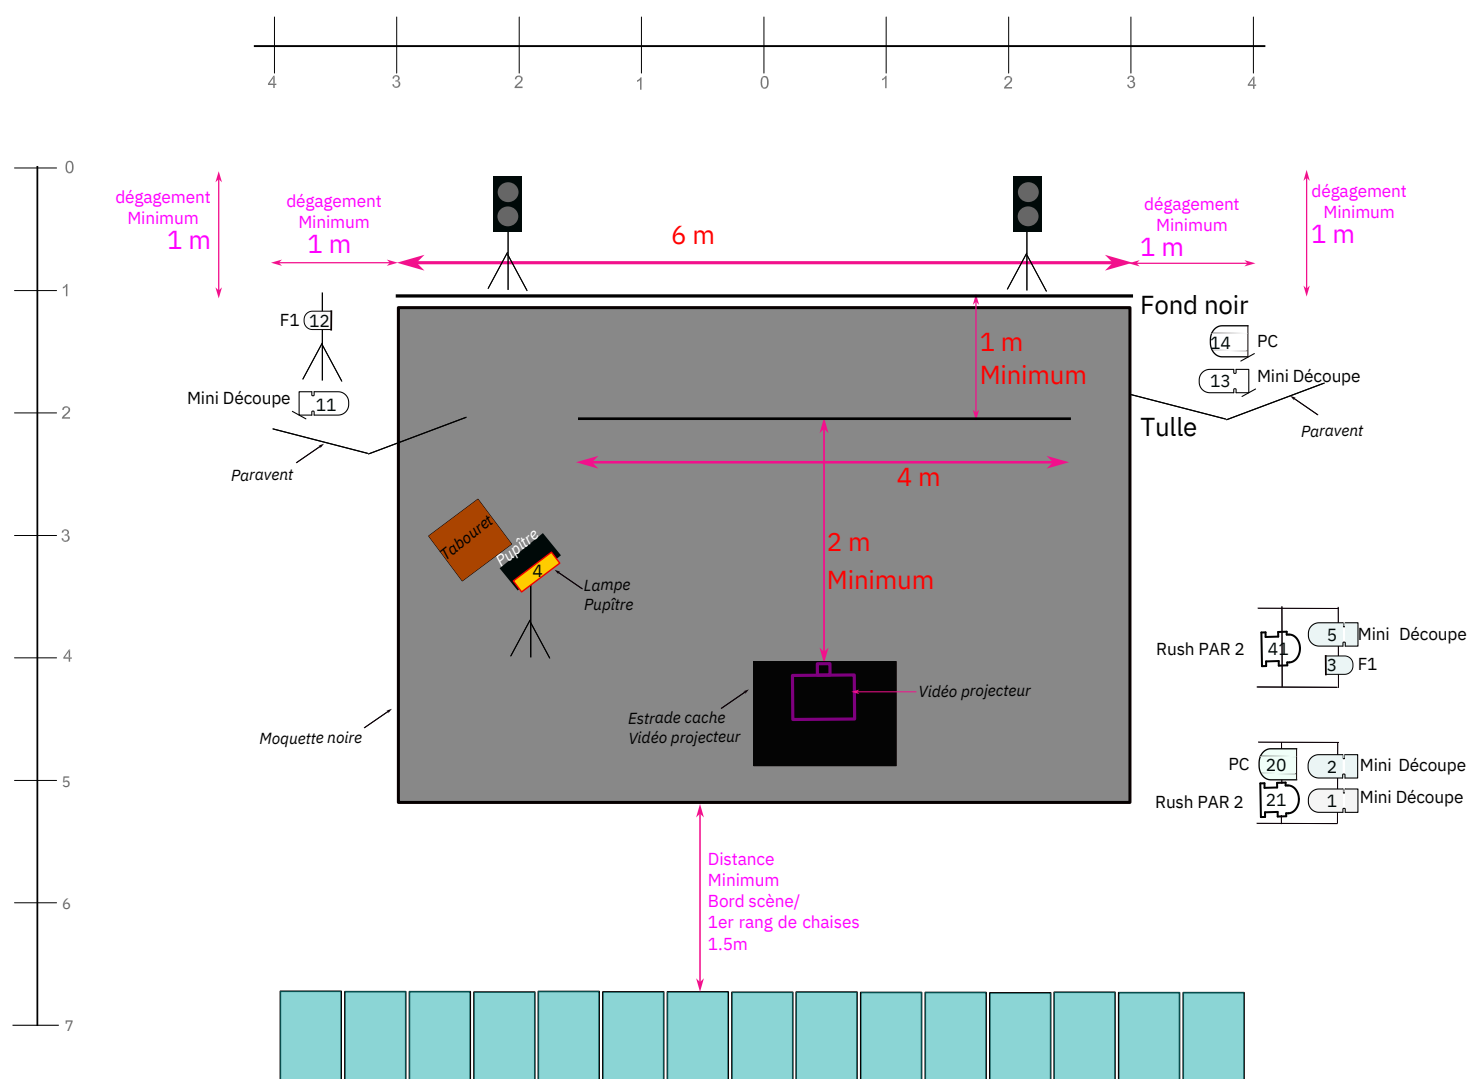 4 3 2 1 0 1 2 3 4
0
1
2
3
4
5
6
7
dégagement
Minimum
1 m
dégagement
Minimum
1 m
6 m
dégagement
Minimum
1 m
dégagement
Minimum
1 m
Fond noir
F1 12
14 PC
13 Mini Découpe
Mini Découpe 11
1 m
Minimum
Tulle
Paravent
Paravent
4 m
Tabouret
Pupître
4
Lampe
Pupître
2 m
Minimum
Rush PAR 2 41
5 Mini Découpe
3 F1
Vidéo projecteur
Estrade cache
Vidéo projecteur
Moquette noire
PC 20
2 Mini Découpe
Rush PAR 2 21
1 Mini Découpe
Distance
Minimum
Bord scène/
1er rang de chaises
1.5m